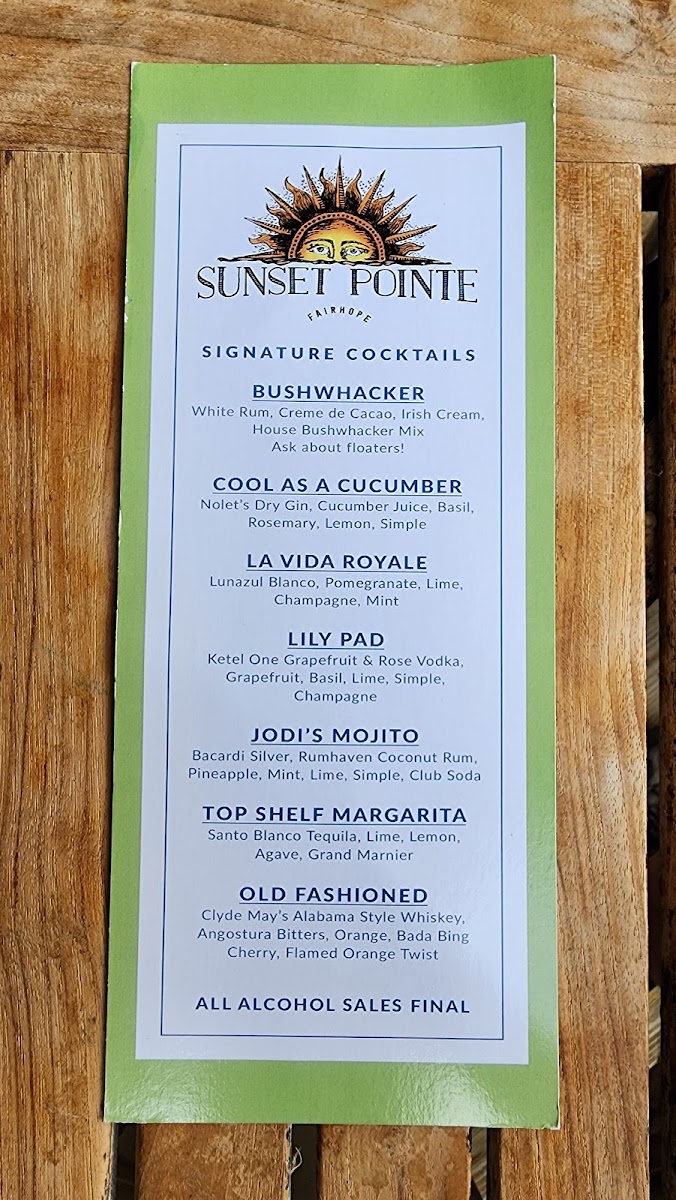 SUNSET POINTE
FAIRHOPE
SIGNATURE COCKTAILS
BUSHWHACKER
White Rum, Creme de Cacao, Irish Cream,
House Bushwhacker Mix
Ask about floaters!
COOL AS A CUCUMBER
Nolet's Dry Gin, Cucumber Juice, Basil,
Rosemary, Lemon, Simple
LA VIDA ROYALE
Lunazul Blanco, Pomegranate, Lime,
Champagne, Mint
LILY PAD
Ketel One Grapefruit & Rose Vodka,
Grapefruit, Basil, Lime, Simple,
Champagne
JODI'S MOJITO
Bacardi Silver, Rumhaven Coconut Rum,
Pineapple, Mint, Lime, Simple, Club Soda
TOP SHELF MARGARITA
Santo Blanco Tequila, Lime, Lemon,
Agave, Grand Marnier
OLD FASHIONED
Clyde May's Alabama Style Whiskey,
Angostura Bitters, Orange, Bada Bing
Cherry, Flamed Orange Twist
ALL ALCOHOL SALES FINAL